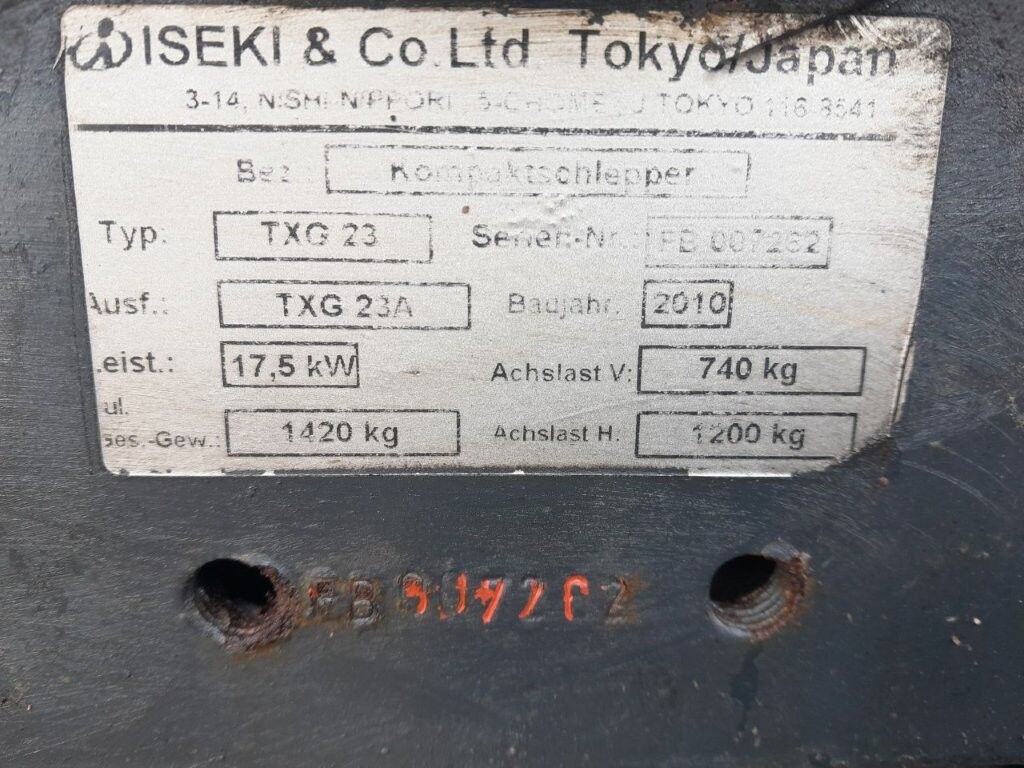 ISEKI & Co.Ltd. Tokyo/Japan
3-14, NISHI-NIPPORI 5-CHOME, TOKYO 116 8541
Bez.: Kompaktschlepper
Typ. TXG 23 Serien-Nr.: FB 007262
Ausf.: TXG 23A Baujahr: 2010
Leist.: 17,5 kW Achslast V: 740 kg
zul.
Ges.-Gew.: 1420 kg Achslast H: 1200 kg